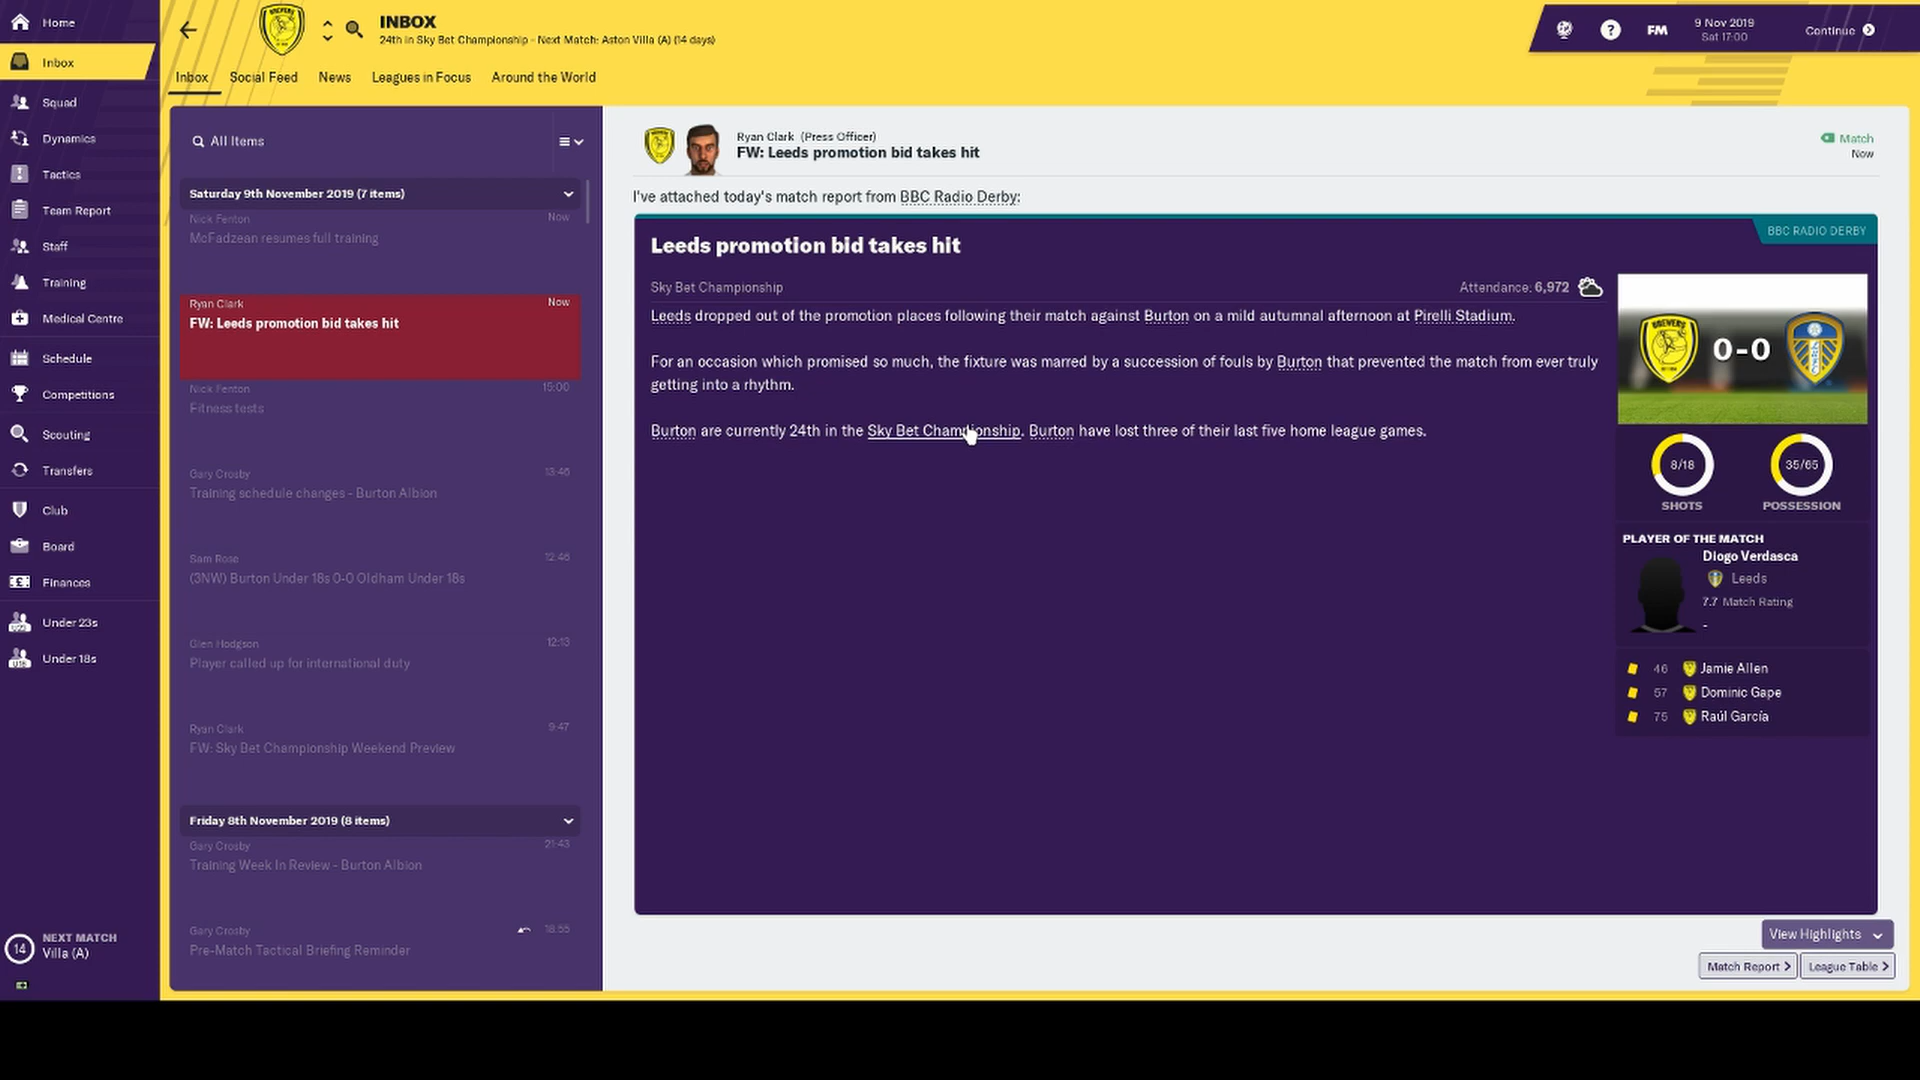 Home
Inbox
Squad
Dynamics
Tactics
Team Report
Staff
Training
Medical Centre
Schedule
Competitions
Scouting
Transfers
Club
Board
Finances
Under 23s
Under 18s
14
NEXT MATCH
Villa (A)
INBOX
24th in Sky Bet Championship - Next Match: Aston Villa (A) (14 days)
FM
9 Nov 2019
Sat 17:00
Continue
Inbox Social Feed News Leagues in Focus Around the World
All Items
Saturday 9th November 2019 (7 items)
Nick Fenton Now
McFadzean resumes full training
Ryan Clark Now
FW: Leeds promotion bid takes hit
Nick Fenton 15:00
Fitness tests
Gary Crosby 13:46
Training schedule changes - Burton Albion
Sam Rose 12:46
(3NW) Burton Under 18s 0-0 Oldham Under 18s
Glen Hodgson 12:13
Player called up for international duty
Ryan Clark 9:47
FW: Sky Bet Championship Weekend Preview
Friday 8th November 2019 (8 items)
Gary Crosby 21:43
Training Week In Review - Burton Albion
Gary Crosby 18:55
Pre-Match Tactical Briefing Reminder
Ryan Clark (Press Officer)
FW: Leeds promotion bid takes hit
Match
Now
I've attached today's match report from BBC Radio Derby:
BBC RADIO DERBY
Leeds promotion bid takes hit
Sky Bet Championship Attendance: 6,972
Leeds dropped out of the promotion places following their match against Burton on a mild autumnal afternoon at Pirelli Stadium.
For an occasion which promised so much, the fixture was marred by a succession of fouls by Burton that prevented the match from ever truly
getting into a rhythm.
Burton are currently 24th in the Sky Bet Championship. Burton have lost three of their last five home league games.
BREWERS 0-0
8/18 35/65
SHOTS POSSESSION
PLAYER OF THE MATCH
Diogo Verdasca
Leeds
7.7 Match Rating
-
46 Jamie Allen
57 Dominic Gape
75 Raúl García
View Highlights
Match Report League Table